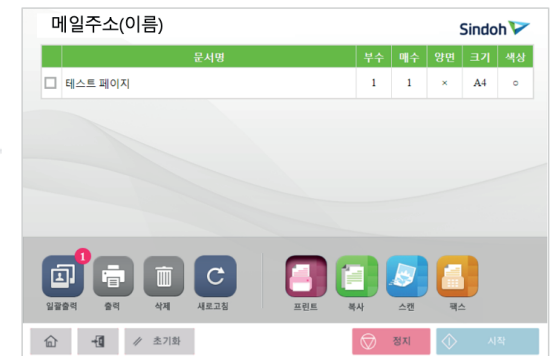 메일주소(이름)
Sindoh
문서명 부수 매수 양면 크기 색상
테스트 페이지 1 1 × A4 ○
1
일괄출력 출력 삭제 새로고침 프린트 복사 스캔 팩스
초기화 정지 시작